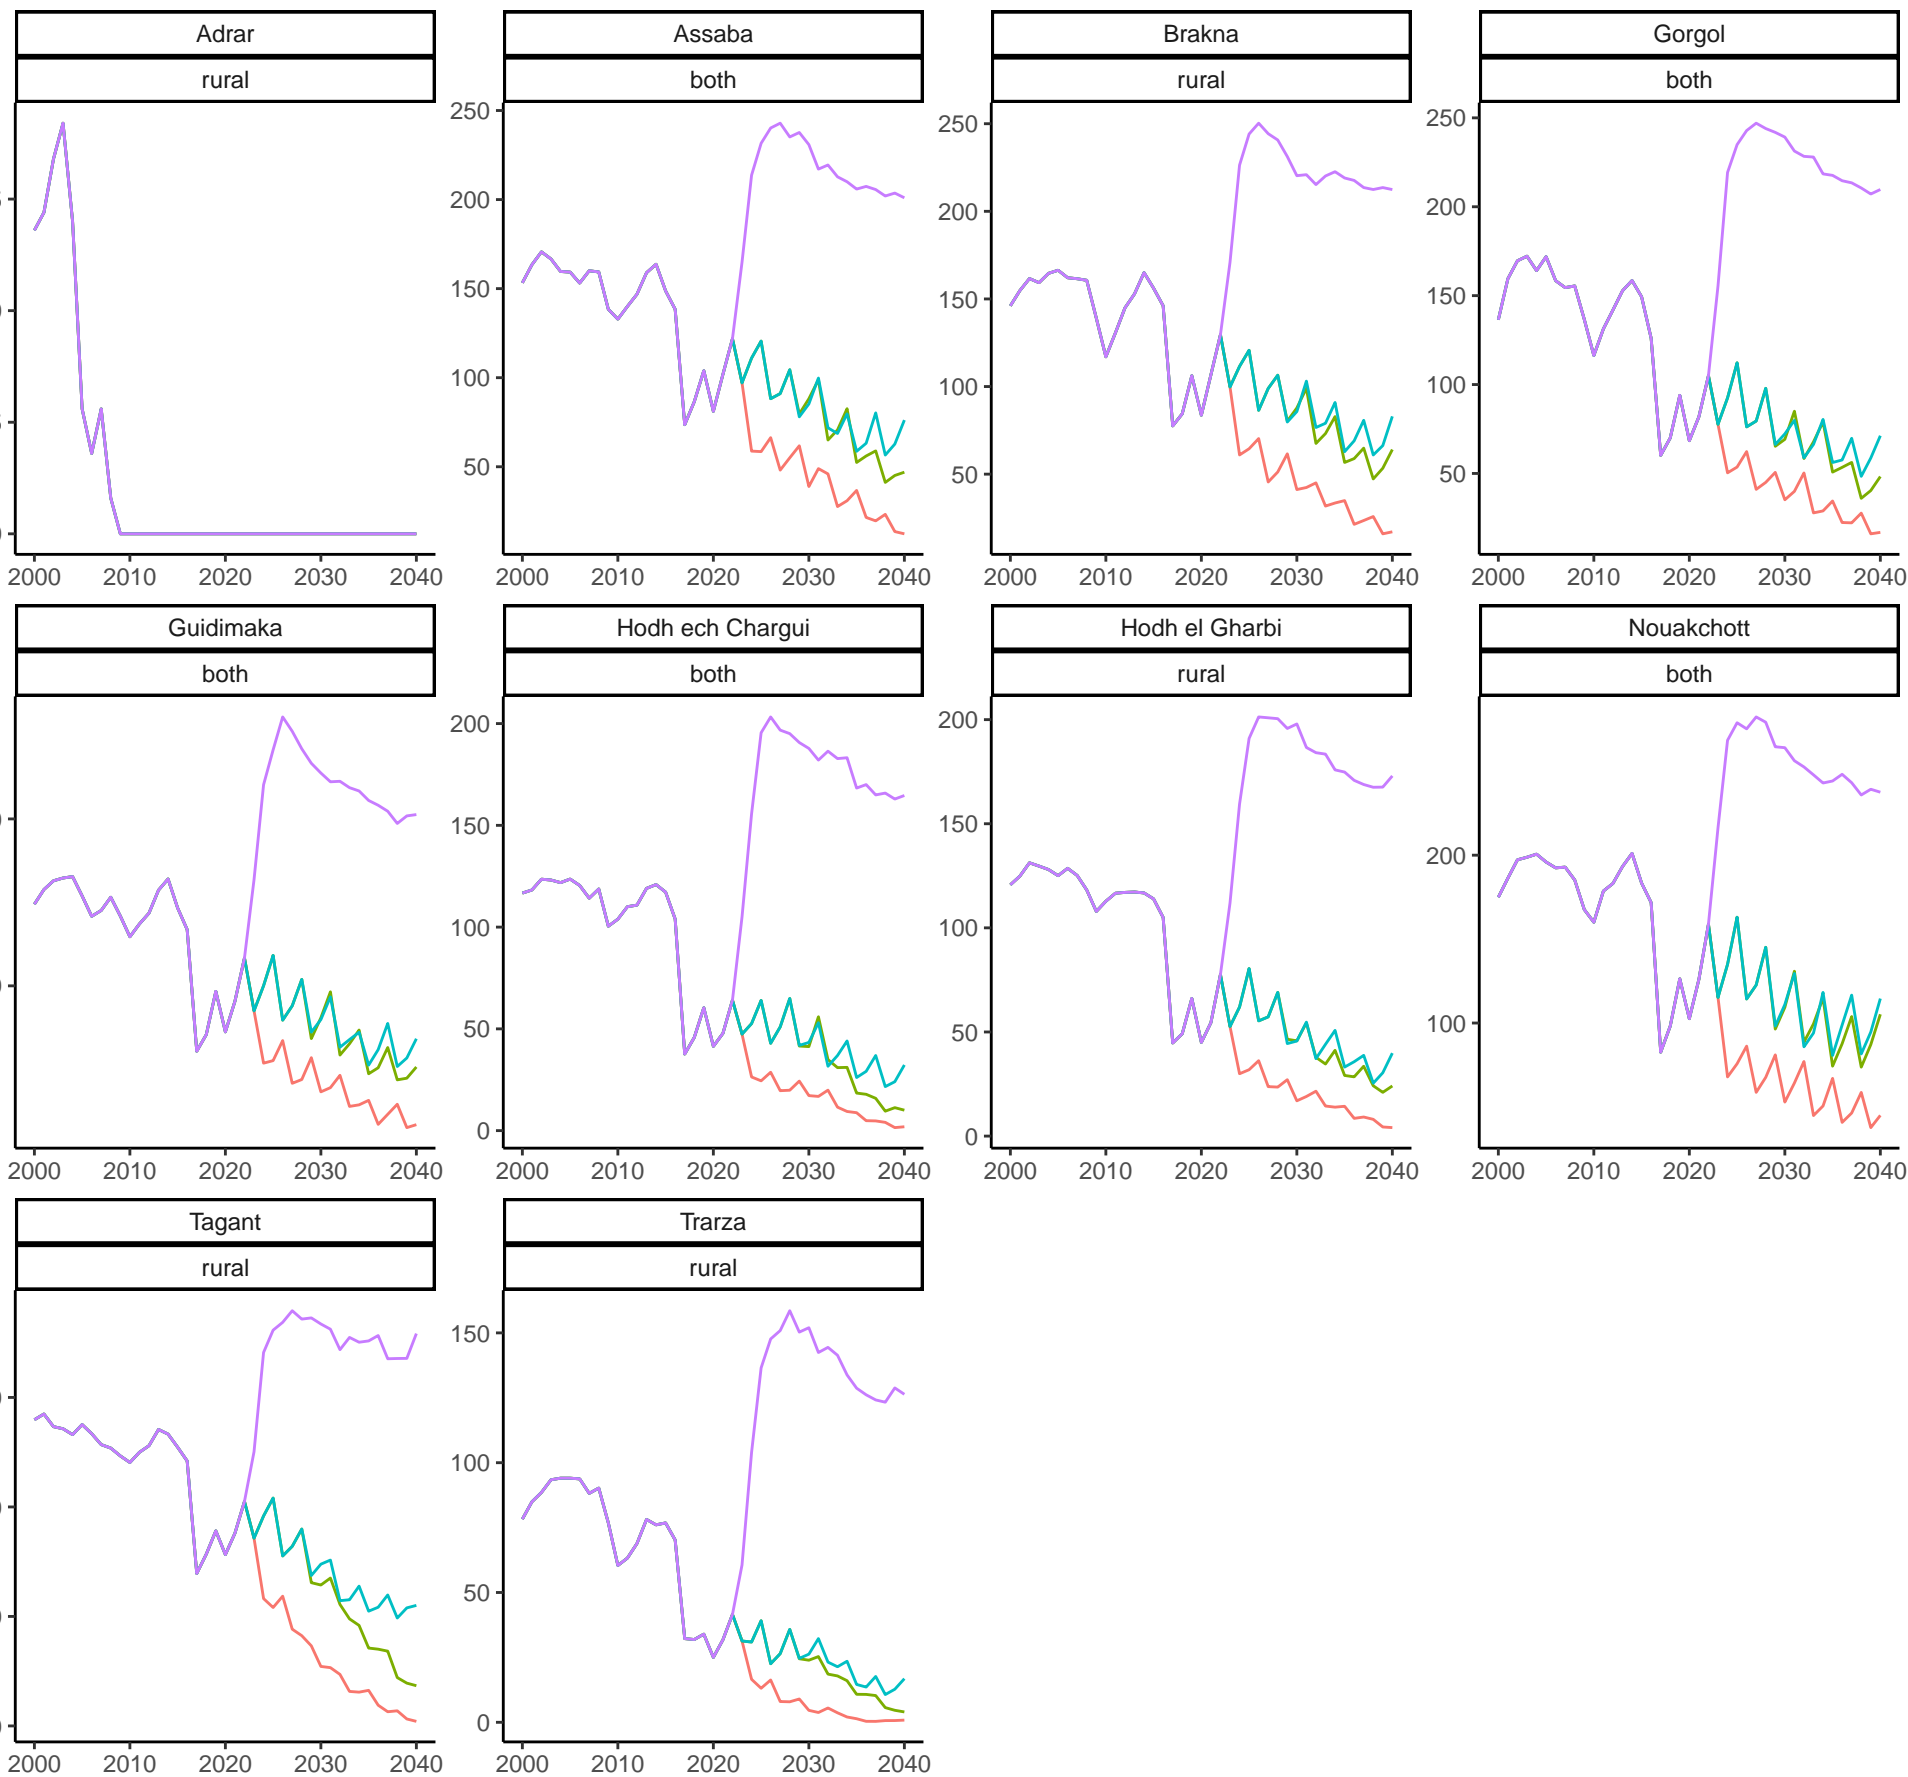 Adrar Assaba Brakna Gorgol
rural both rural both
250 250 250
200 200 200
150 150 150
100 100 100
50 50 50
2000 2010 2020 2030 2040 2000 2010 2020 2030 2040 2000 2010 2020 2030 2040 2000 2010 2020 2030 2040
Guidimaka Hodh ech Chargui Hodh el Gharbi Nouakchott
both both rural both
200 200
150 150 200
100 100
50 50 100
0 0
2000 2010 2020 2030 2040 2000 2010 2020 2030 2040 2000 2010 2020 2030 2040 2000 2010 2020 2030 2040
Tagant Trarza
rural rural
150
100
50
0
2000 2010 2020 2030 2040 2000 2010 2020 2030 2040